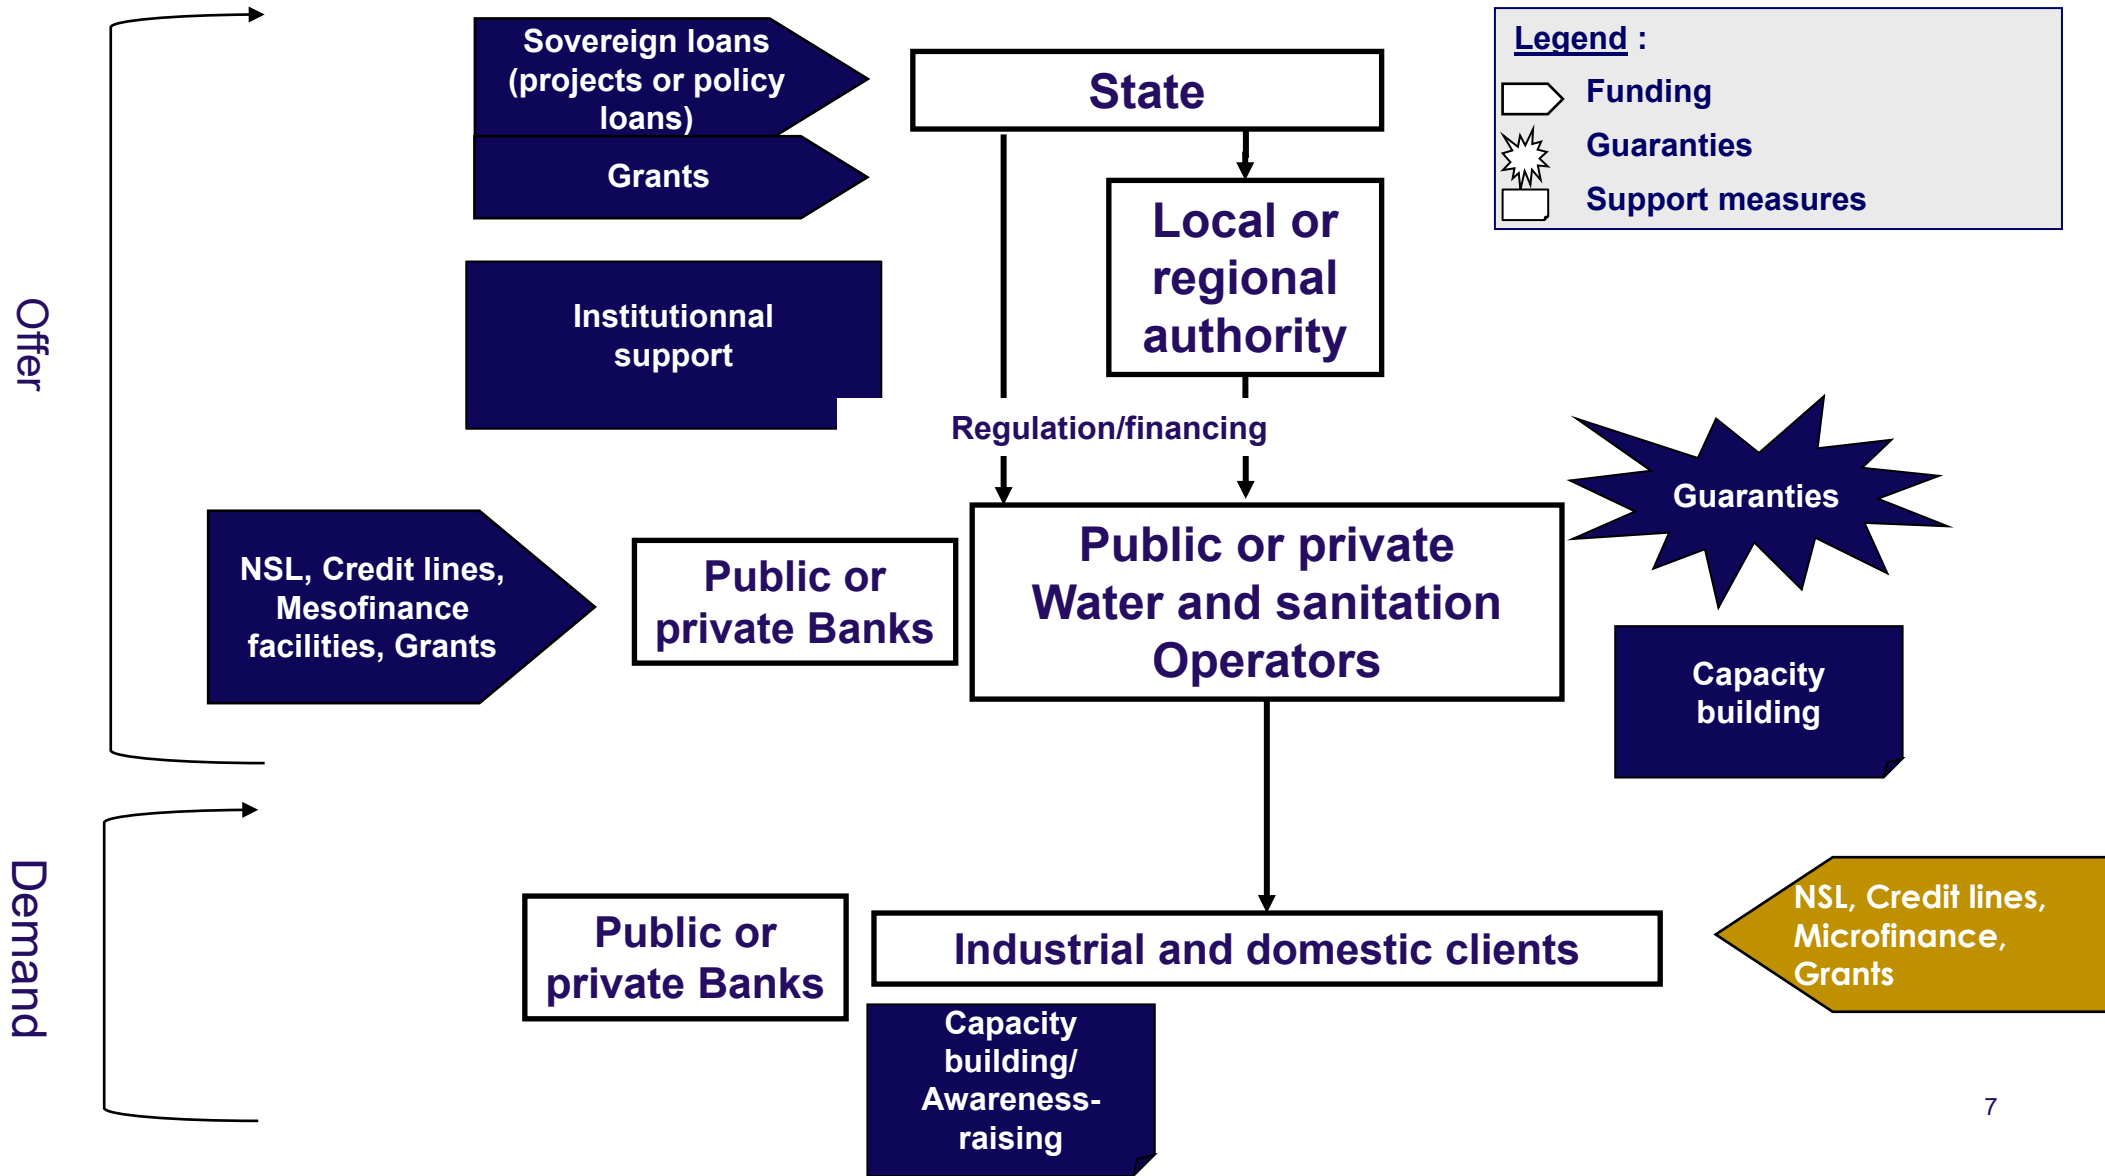 Sovereign loans
(projects or policy
loans)
Grants
State
Legend :
Funding
Guaranties
Support measures
Local or
regional
authority
Institutionnal
support
Offer
Regulation/financing
Guaranties
NSL, Credit lines,
Mesofinance
facilities, Grants
Public or
private Banks
Public or private
Water and sanitation
Operators
Capacity
building
Demand
Public or
private Banks
Industrial and domestic clients
NSL, Credit lines,
Microfinance,
Grants
Capacity
building/
Awareness-
raising
7